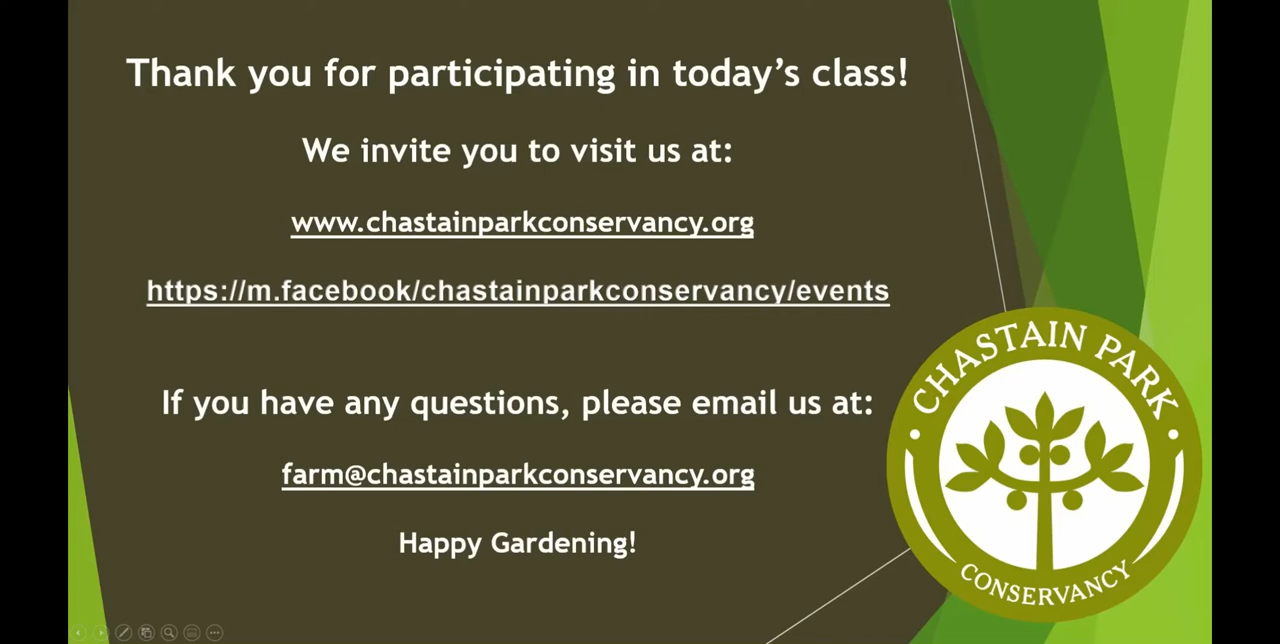 Thank you for participating in today’s class!
We invite you to visit us at:
www.chastainparkconservancy.org
https://m.facebook/chastainparkconservancy/events
If you have any questions, please email us at:
farm@chastainparkconservancy.org
Happy Gardening!
CHASTAIN PARK
CONSERVANCY